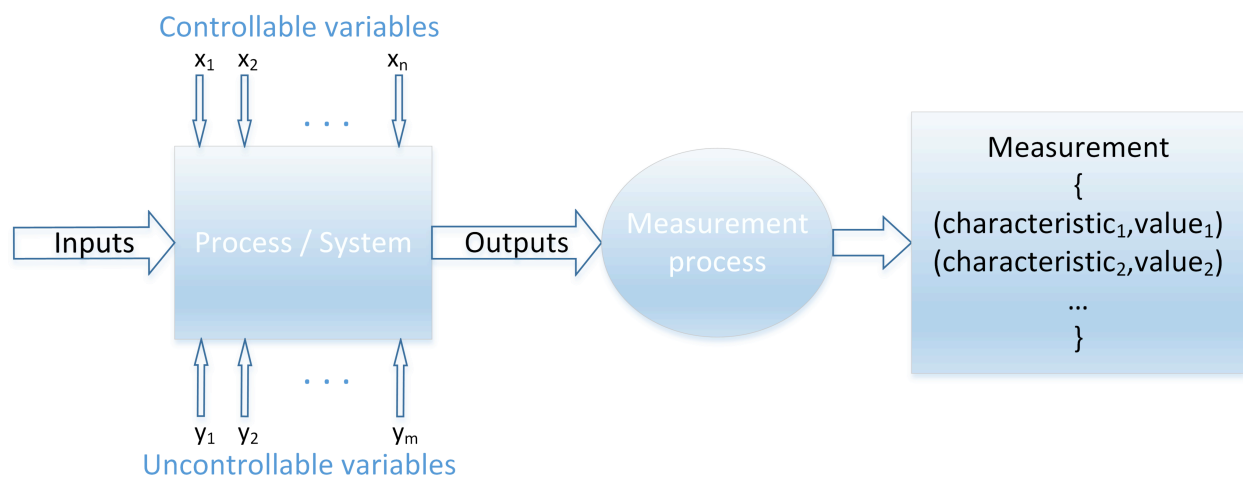 Controllable variables
x₁ x₂ xₙ
. . .
Inputs
Process / System
Outputs
Measurement
process
Measurement
{
(characteristic₁,value₁)
(characteristic₂,value₂)
...
}
. . .
y₁ y₂ yₘ
Uncontrollable variables